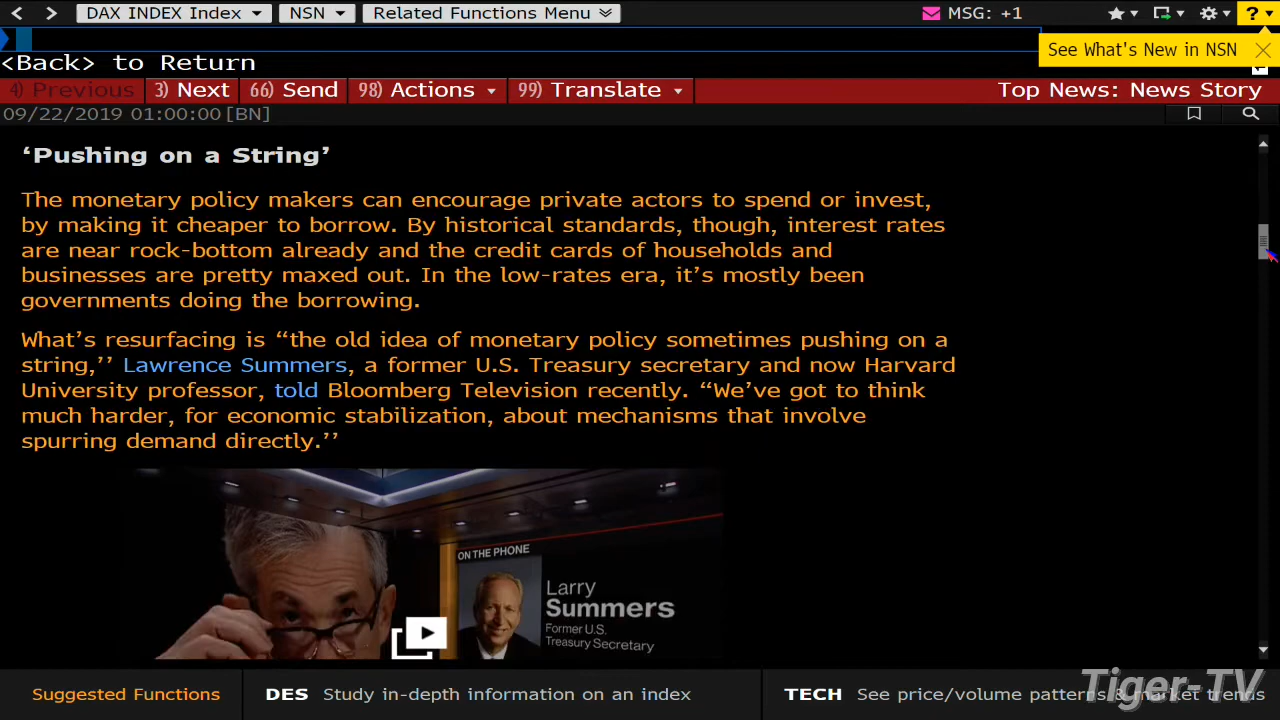 DAX INDEX Index
NSN
Related Functions Menu
MSG: +1
?
See What's New in NSN
<Back> to Return
4) Previous
3) Next
66) Send
98) Actions
99) Translate
Top News: News Story
09/22/2019 01:00:00 [BN]
‘Pushing on a String’
The monetary policy makers can encourage private actors to spend or invest,
by making it cheaper to borrow. By historical standards, though, interest rates
are near rock-bottom already and the credit cards of households and
businesses are pretty maxed out. In the low-rates era, it’s mostly been
governments doing the borrowing.
What’s resurfacing is “the old idea of monetary policy sometimes pushing on a
string,’’ Lawrence Summers, a former U.S. Treasury secretary and now Harvard
University professor, told Bloomberg Television recently. “We’ve got to think
much harder, for economic stabilization, about mechanisms that involve
spurring demand directly.’’
ON THE PHONE
Larry
Summers
Former U.S.
Treasury Secretary
Suggested Functions
DES Study in-depth information on an index
TECH See price/volume patterns & market trends
Tiger-TV